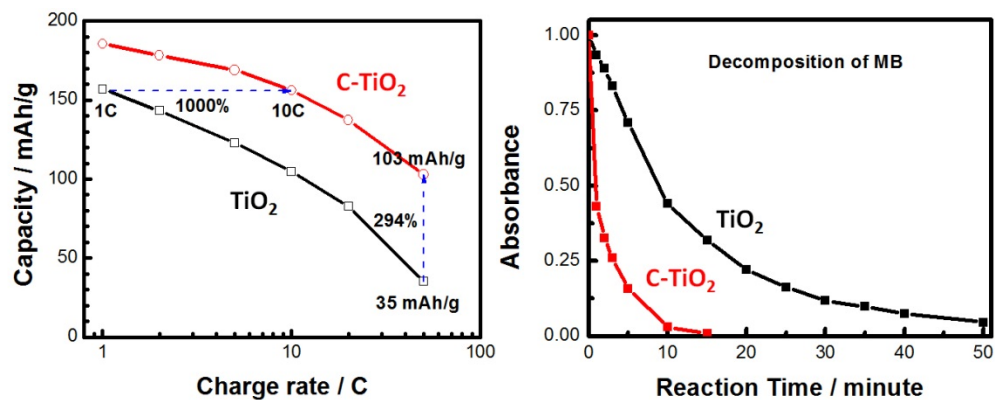 200
150
100
50
0
1
10
100
Capacity / mAh/g
Charge rate / C
C-TiO₂
1000%
1C
10C
103 mAh/g
TiO₂
294%
35 mAh/g
1.00
0.75
0.50
0.25
0.00
0
10
20
30
40
50
Absorbance
Reaction Time / minute
Decomposition of MB
TiO₂
C-TiO₂